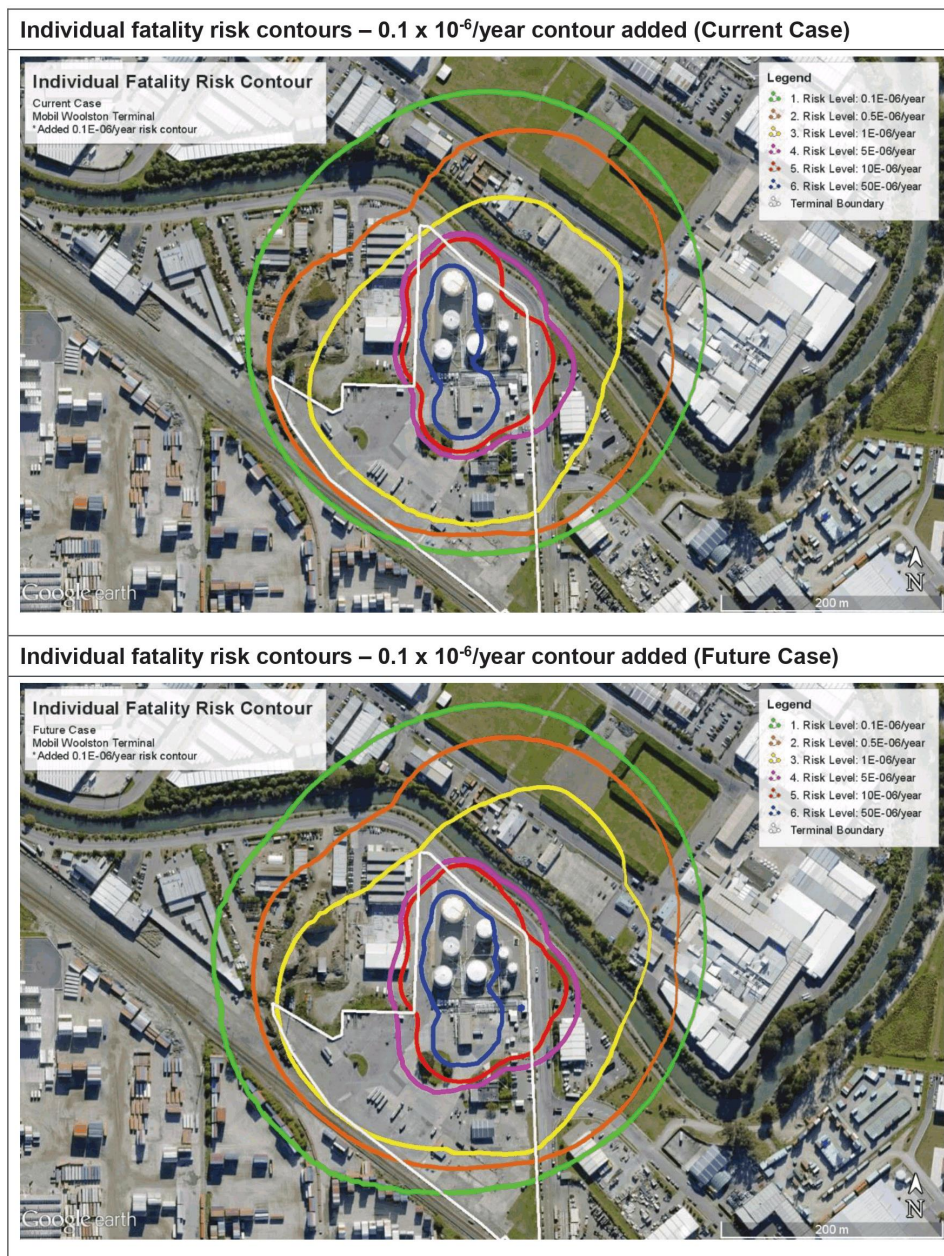 Individual fatality risk contours – 0.1 x 10⁻⁶/year contour added (Current Case)
Individual Fatality Risk Contour
Current Case
Mobil Woolston Terminal
*Added 0.1E-06/year risk contour
Legend
1. Risk Level: 0.1E-06/year
2. Risk Level: 0.5E-06/year
3. Risk Level: 1E-06/year
4. Risk Level: 5E-06/year
5. Risk Level: 10E-06/year
6. Risk Level: 50E-06/year
Terminal Boundary
Google earth
N
200 m
Individual fatality risk contours – 0.1 x 10⁻⁶/year contour added (Future Case)
Individual Fatality Risk Contour
Future Case
Mobil Woolston Terminal
*Added 0.1E-06/year risk contour
Legend
1. Risk Level: 0.1E-06/year
2. Risk Level: 0.5E-06/year
3. Risk Level: 1E-06/year
4. Risk Level: 5E-06/year
5. Risk Level: 10E-06/year
6. Risk Level: 50E-06/year
Terminal Boundary
Google earth
N
200 m